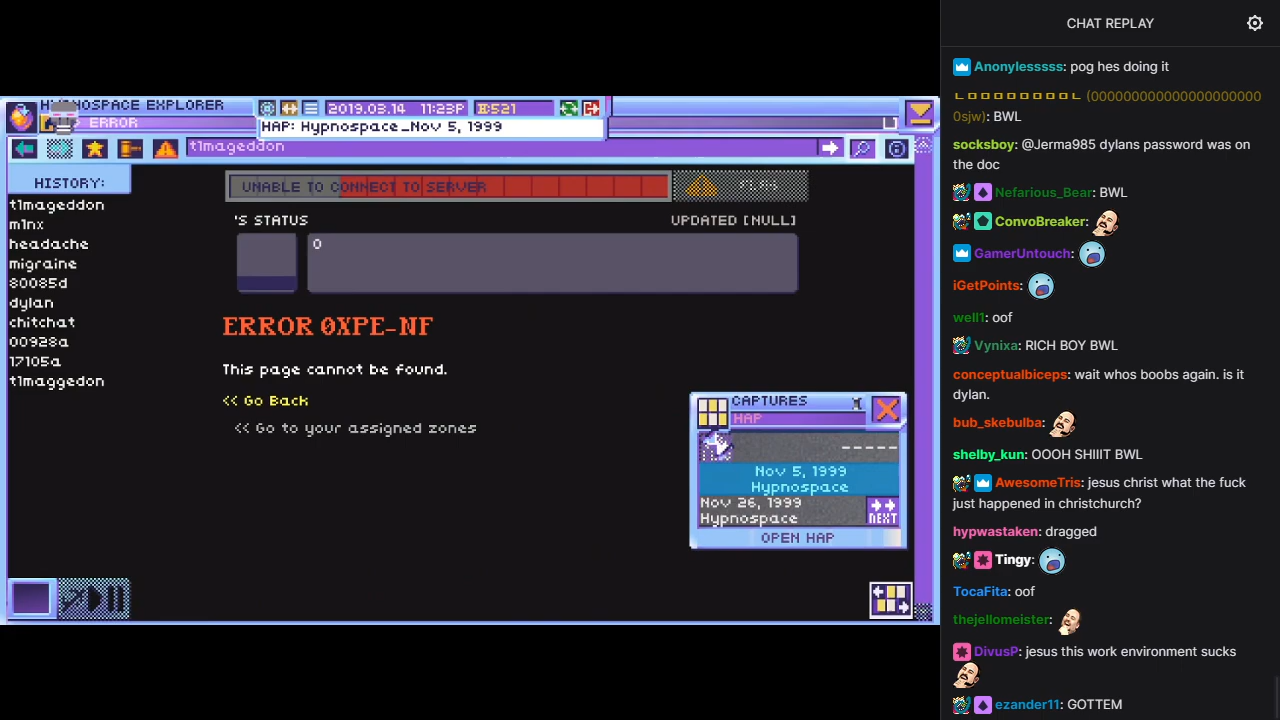 HYPNOSPACE EXPLORER
2019.03.14 11:23P
521
ERROR
HAP: Hypnospace_Nov 5, 1999
t1mageddon
HISTORY:
t1mageddon
m1nx
headache
migraine
80085d
dylan
chitchat
00928a
17105a
t1maggedon
UNABLE TO CONNECT TO SERVER
'S STATUS
UPDATED [NULL]
0
ERROR 0XPE-NF
This page cannot be found.
<< Go Back
<< Go to your assigned zones
CAPTURES
HAP
-----
Nov 5, 1999
Hypnospace
Nov 26, 1999
Hypnospace
NEXT
OPEN HAP
CHAT REPLAY
Anonylesssss: pog hes doing it
0sjw): BWL
socksboy: @Jerma985 dylans password was on
the doc
Nefarious_Bear: BWL
ConvoBreaker:
GamerUntouch:
iGetPoints:
well1: oof
Vynixa: RICH BOY BWL
conceptualbiceps: wait whos boobs again. is it
dylan.
bub_skebulba:
shelby_kun: OOOH SHIIIT BWL
AwesomeTris: jesus christ what the fuck
just happened in christchurch?
hypwastaken: dragged
Tingy:
TocaFita: oof
thejellomeister:
DivusP: jesus this work environment sucks
ezander11: GOTTEM